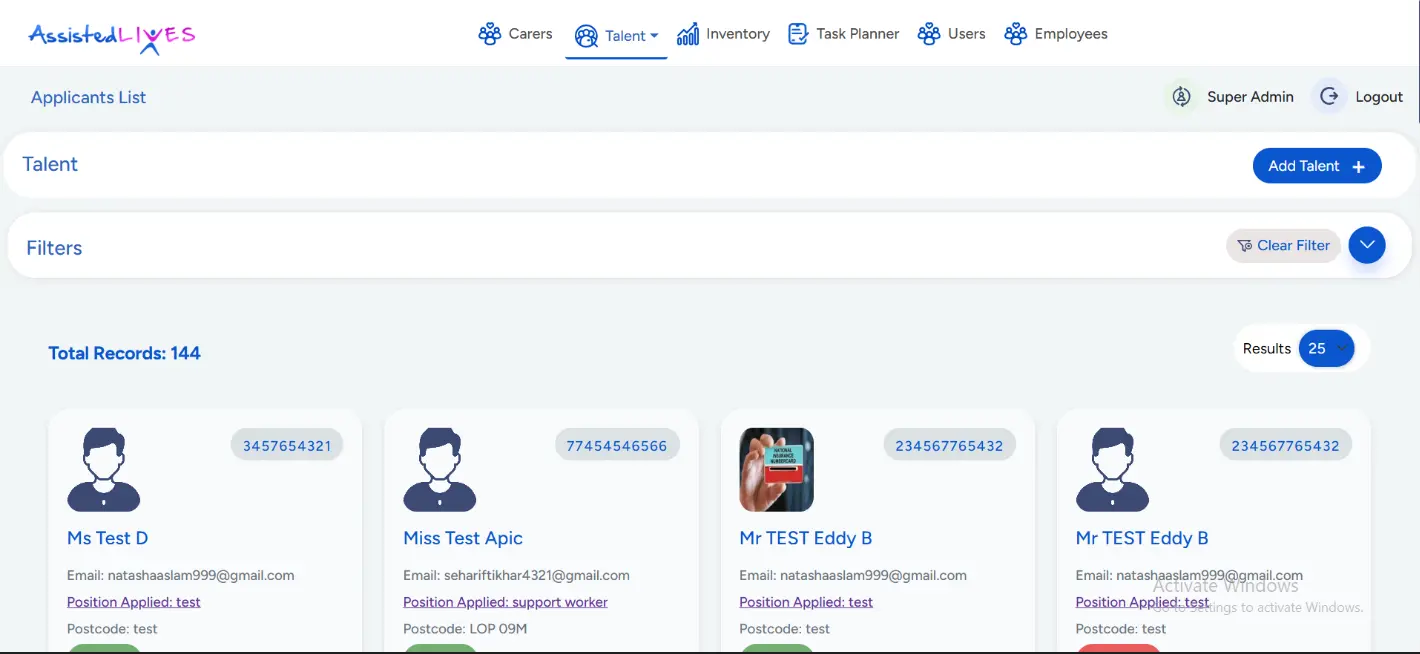 AssistedLIVES
Carers Talent Inventory Task Planner Users Employees
Applicants List
Super Admin Logout
Talent
Add Talent +
Filters
Clear Filter
Total Records: 144
Results 25
3457654321
Ms Test D
Email: natashaaslam999@gmail.com
Position Applied: test
Postcode: test
77454546566
Miss Test Apic
Email: sehariftikhar4321@gmail.com
Position Applied: support worker
Postcode: LOP 09M
NATIONAL
INSURANCE
NUMBERCARD
234567765432
Mr TEST Eddy B
Email: natashaaslam999@gmail.com
Position Applied: test
Postcode: test
234567765432
Mr TEST Eddy B
Email: natashaaslam999@gmail.com
Position Applied: test
Postcode: test
Activate Windows
Go to Settings to activate Windows.